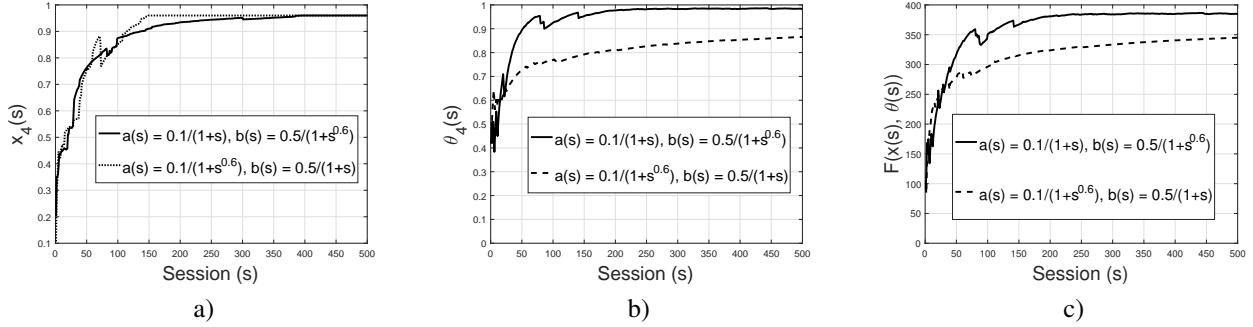 1
0.9
0.8
0.7
0.6
0.5
0.4
0.3
0.2
0.1
x4(s)
a(s) = 0.1/(1+s), b(s) = 0.5/(1+s^0.6)
a(s) = 0.1/(1+s^0.6), b(s) = 0.5/(1+s)
0 50 100 150 200 250 300 350 400 450 500
Session (s)
a)
1
0.9
0.8
0.7
0.6
0.5
0.4
0.3
0.2
0.1
0
θ4(s)
a(s) = 0.1/(1+s), b(s) = 0.5/(1+s^0.6)
a(s) = 0.1/(1+s^0.6), b(s) = 0.5/(1+s)
0 50 100 150 200 250 300 350 400 450 500
Session (s)
b)
400
350
300
250
200
150
100
50
0
F(x(s), θ(s))
a(s) = 0.1/(1+s), b(s) = 0.5/(1+s^0.6)
a(s) = 0.1/(1+s^0.6), b(s) = 0.5/(1+s)
0 50 100 150 200 250 300 350 400 450 500
Session (s)
c)